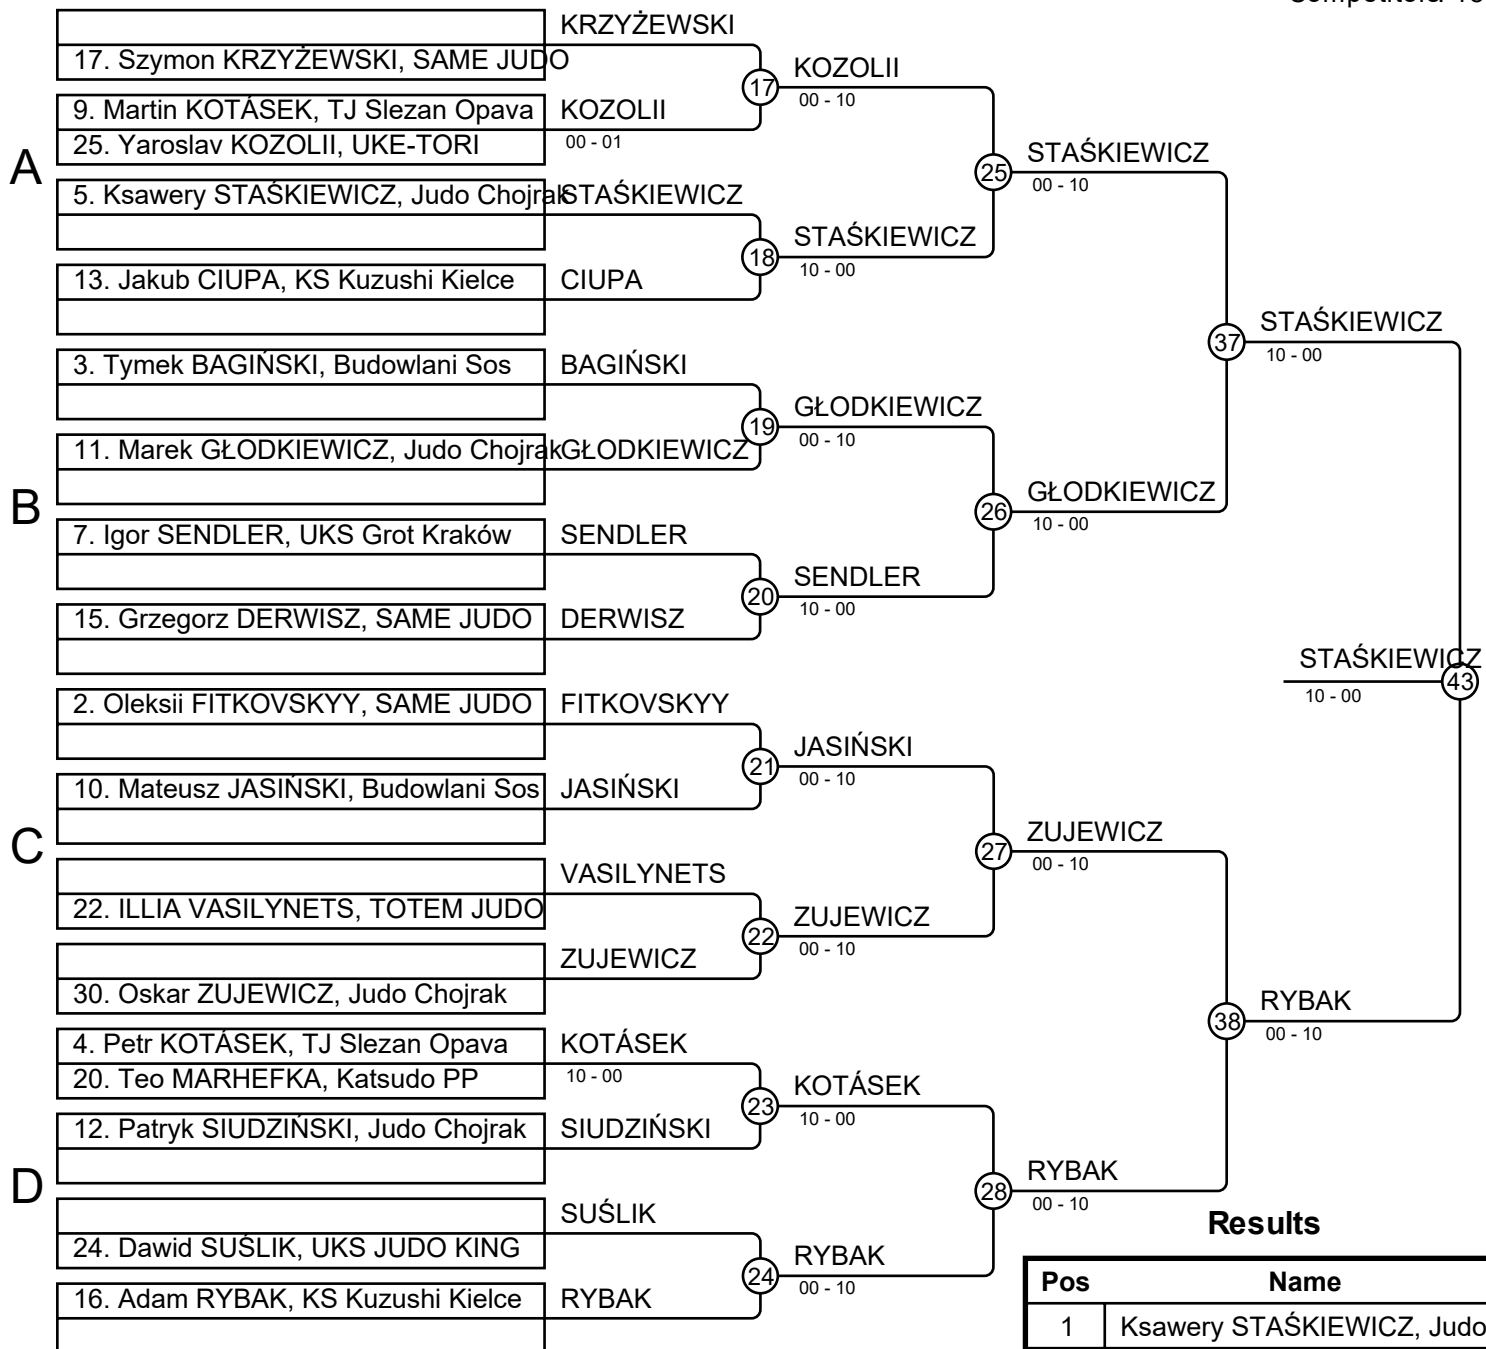 KRZYŻEWSKI
17. Szymon KRZYŻEWSKI, SAME JUDO
17
KOZOLII
00 - 10
9. Martin KOTÁSEK, TJ Slezan Opava
KOZOLII
25. Yaroslav KOZOLII, UKE-TORI
00 - 01
A
25
STAŚKIEWICZ
00 - 10
5. Ksawery STAŚKIEWICZ, Judo Chojrak
STAŚKIEWICZ
18
STAŚKIEWICZ
10 - 00
13. Jakub CIUPA, KS Kuzushi Kielce
CIUPA
37
STAŚKIEWICZ
10 - 00
3. Tymek BAGIŃSKI, Budowlani Sos
BAGIŃSKI
19
GŁODKIEWICZ
00 - 10
11. Marek GŁODKIEWICZ, Judo Chojrak
GŁODKIEWICZ
B
26
GŁODKIEWICZ
10 - 00
7. Igor SENDLER, UKS Grot Kraków
SENDLER
20
SENDLER
10 - 00
15. Grzegorz DERWISZ, SAME JUDO
DERWISZ
STAŚKIEWICZ
43
10 - 00
2. Oleksii FITKOVSKYY, SAME JUDO
FITKOVSKYY
21
JASIŃSKI
00 - 10
10. Mateusz JASIŃSKI, Budowlani Sos
JASIŃSKI
C
27
ZUJEWICZ
00 - 10
VASILYNETS
22. ILLIA VASILYNETS, TOTEM JUDO
22
ZUJEWICZ
00 - 10
ZUJEWICZ
30. Oskar ZUJEWICZ, Judo Chojrak
38
RYBAK
00 - 10
4. Petr KOTÁSEK, TJ Slezan Opava
KOTÁSEK
20. Teo MARHEFKA, Katsudo PP
10 - 00
23
KOTÁSEK
10 - 00
12. Patryk SIUDZIŃSKI, Judo Chojrak
SIUDZIŃSKI
D
28
RYBAK
00 - 10
SUŚLIK
24. Dawid SUŚLIK, UKS JUDO KING
24
RYBAK
00 - 10
16. Adam RYBAK, KS Kuzushi Kielce
RYBAK
Results
Pos Name
1 Ksawery STAŚKIEWICZ, Judo